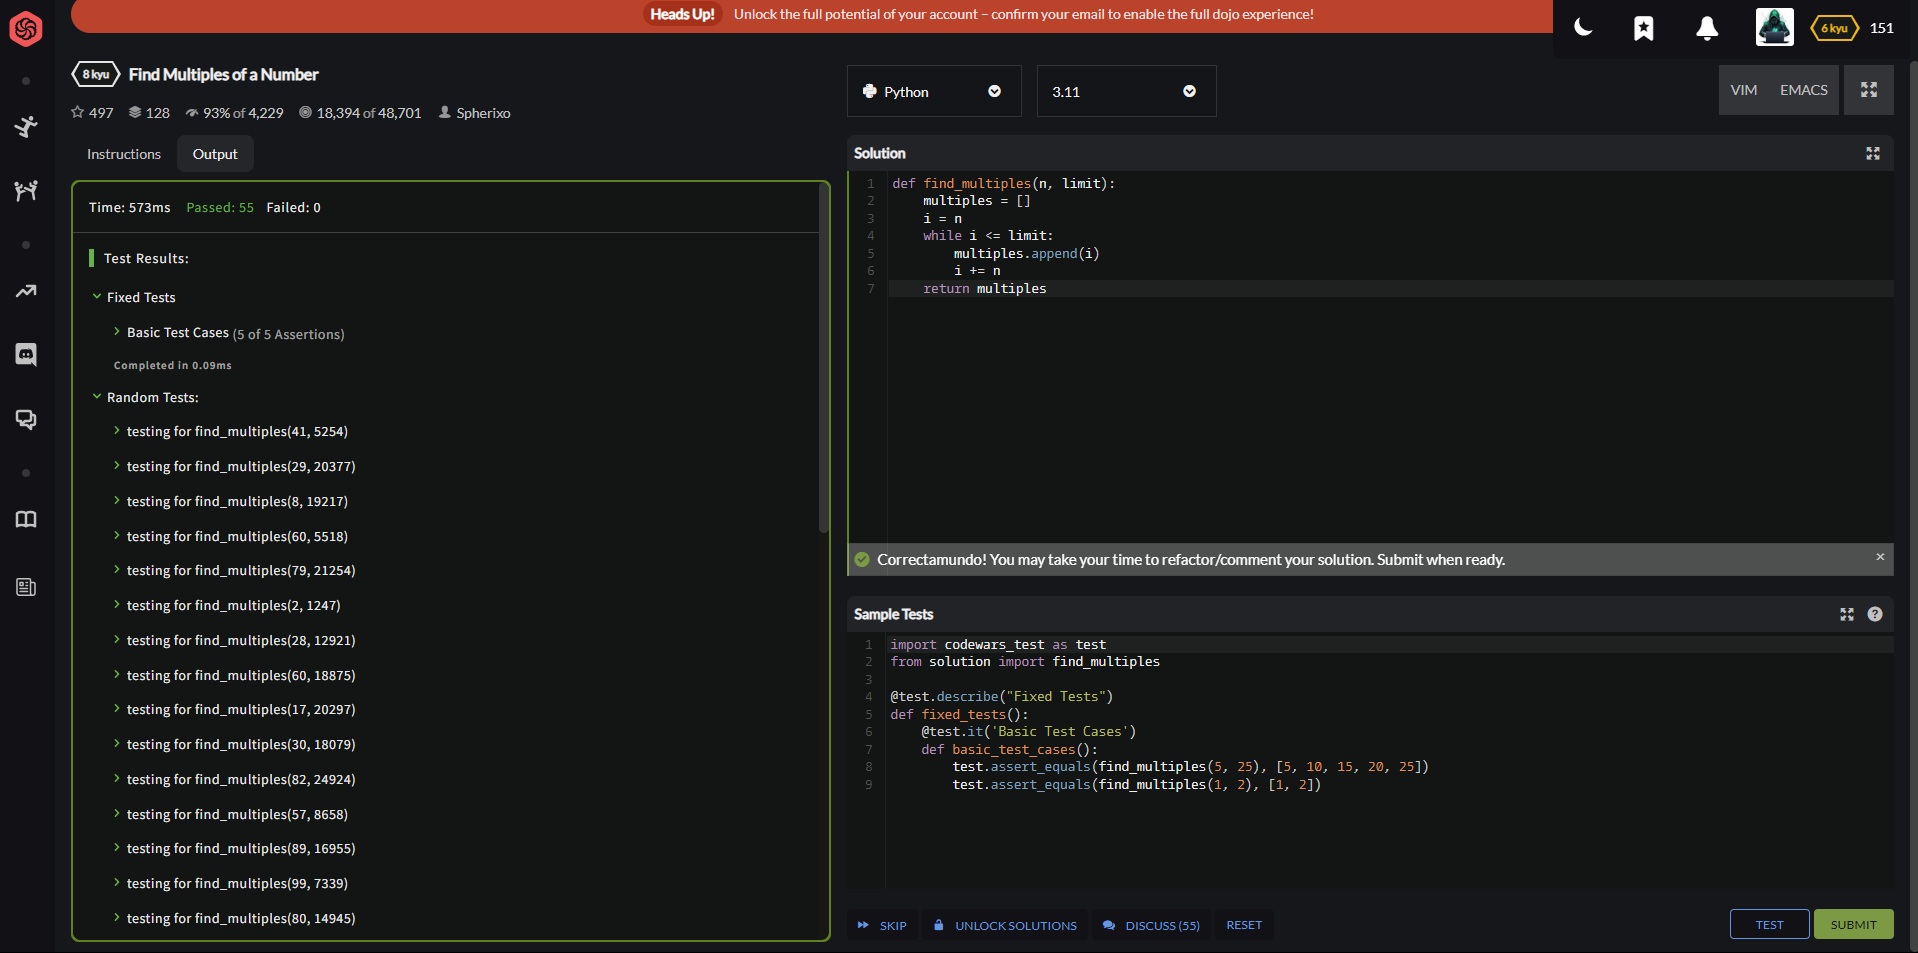 Heads Up! Unlock the full potential of your account – confirm your email to enable the full dojo experience!
6 kyu 151
8 kyu Find Multiples of a Number
497 128 93% of 4,229 18,394 of 48,701 Spherixo
Instructions Output
Time: 573ms Passed: 55 Failed: 0
Test Results:
Fixed Tests
Basic Test Cases (5 of 5 Assertions)
Completed in 0.09ms
Random Tests:
testing for find_multiples(41, 5254)
testing for find_multiples(29, 20377)
testing for find_multiples(8, 19217)
testing for find_multiples(60, 5518)
testing for find_multiples(79, 21254)
testing for find_multiples(2, 1247)
testing for find_multiples(28, 12921)
testing for find_multiples(60, 18875)
testing for find_multiples(17, 20297)
testing for find_multiples(30, 18079)
testing for find_multiples(82, 24924)
testing for find_multiples(57, 8658)
testing for find_multiples(89, 16955)
testing for find_multiples(99, 7339)
testing for find_multiples(80, 14945)
Python 3.11 VIM EMACS
Solution
1 def find_multiples(n, limit):
2     multiples = []
3     i = n
4     while i <= limit:
5         multiples.append(i)
6         i += n
7     return multiples
Correctamundo! You may take your time to refactor/comment your solution. Submit when ready. ×
Sample Tests ?
1 import codewars_test as test
2 from solution import find_multiples
3
4 @test.describe("Fixed Tests")
5 def fixed_tests():
6     @test.it('Basic Test Cases')
7     def basic_test_cases():
8         test.assert_equals(find_multiples(5, 25), [5, 10, 15, 20, 25])
9         test.assert_equals(find_multiples(1, 2), [1, 2])
SKIP UNLOCK SOLUTIONS DISCUSS (55) RESET TEST SUBMIT